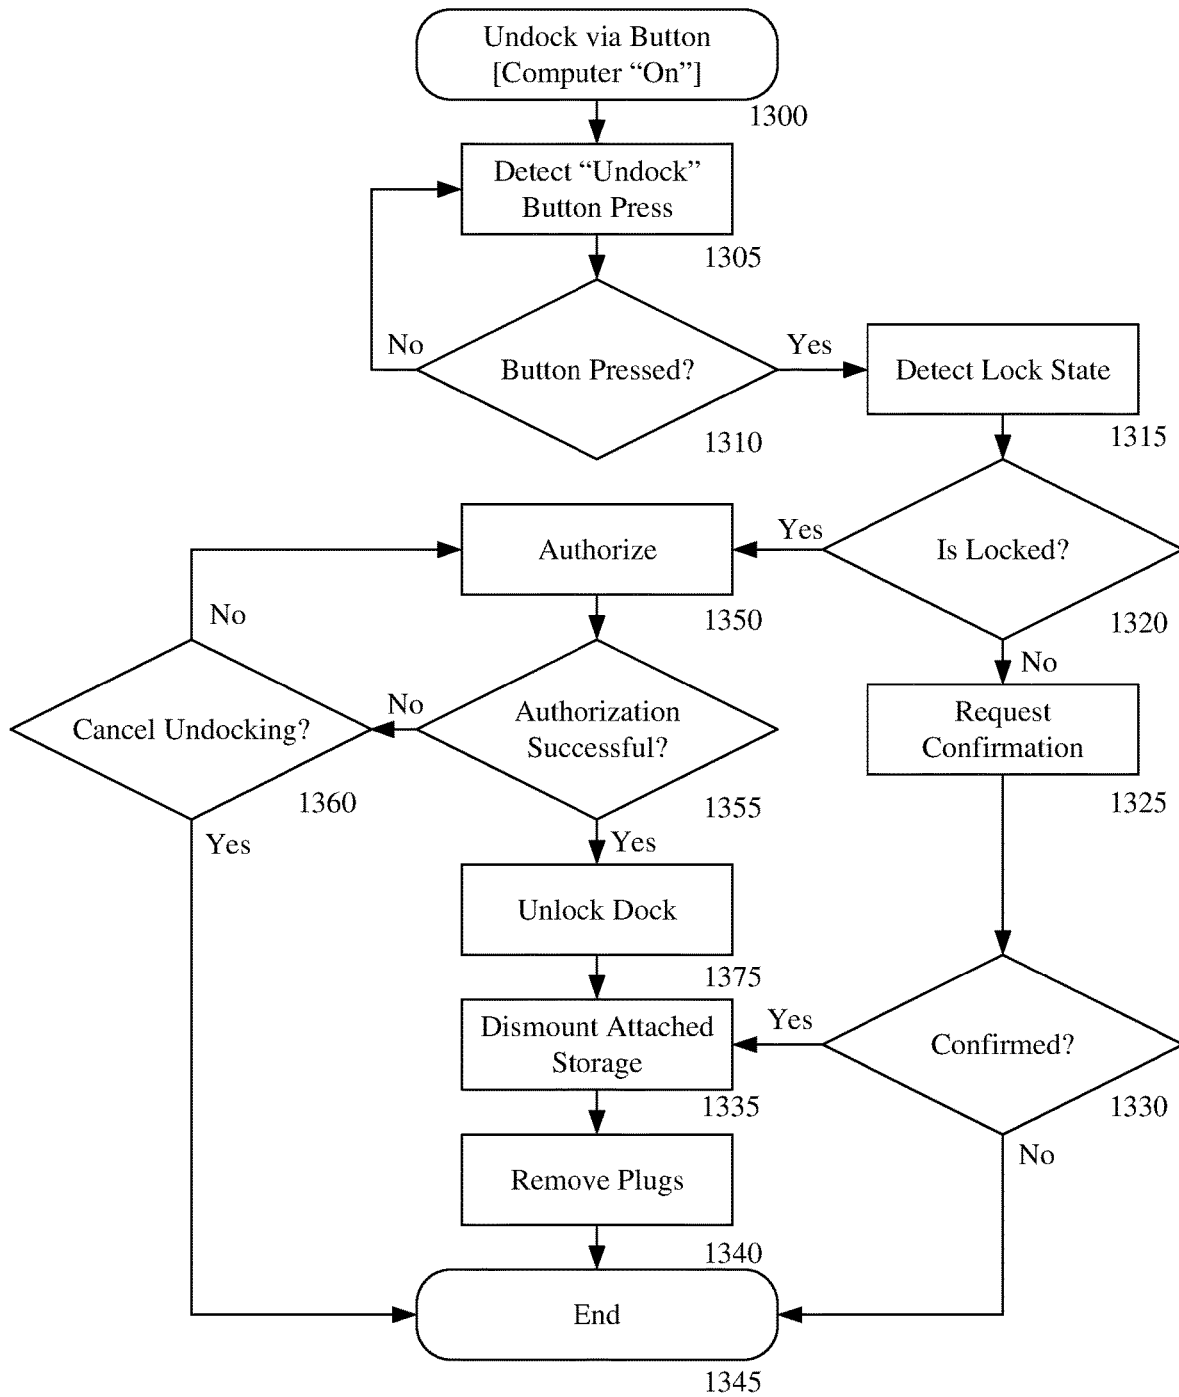 Undock via Button
[Computer “On”]
1300
Detect “Undock”
Button Press
1305
No
Button Pressed?
Yes
1310
Detect Lock State
1315
Is Locked?
Yes
1320
No
Authorize
1350
No
Cancel Undocking?
1360
Yes
No
Authorization
Successful?
1355
Yes
Request
Confirmation
1325
Unlock Dock
1375
Dismount Attached
Storage
1335
Yes
Confirmed?
1330
No
Remove Plugs
1340
End
1345